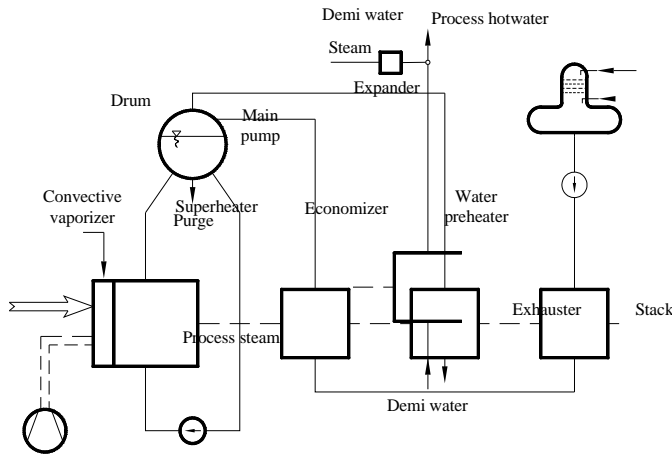 Demi water
Process hotwater
Steam
Expander
Drum
Main
pump
Convective
vaporizer
Superheater
Purge
Economizer
Water
preheater
Process steam
Exhauster
Stack
Demi water